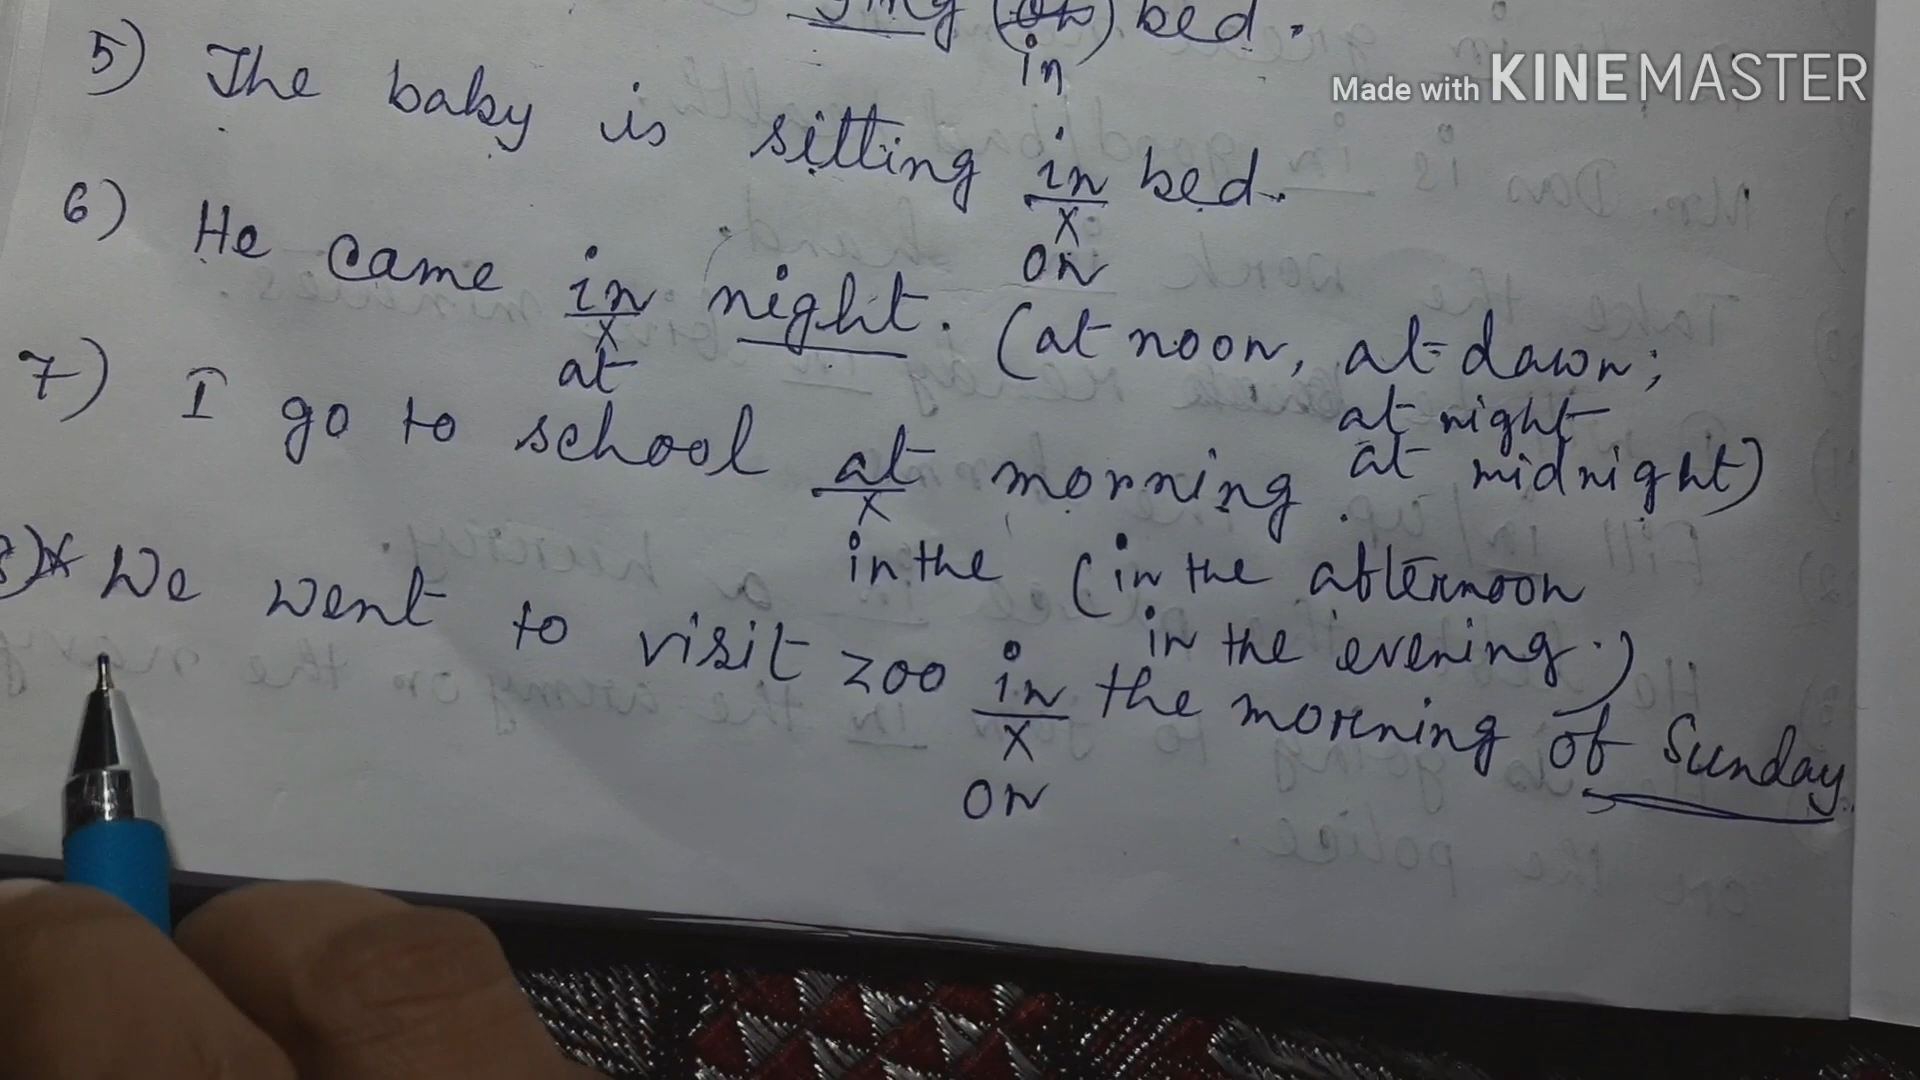 ying (on) bed.
in
Made with KINEMASTER
5) The baby is sitting in bed.
X
on
6) He came in night. (at noon, at dawn;
X
at
at night
at midnight)
7) I go to school at morning.
X
in the (in the afternoon
in the evening.)
8)* We went to visit zoo in the morning of Sunday.
X
on